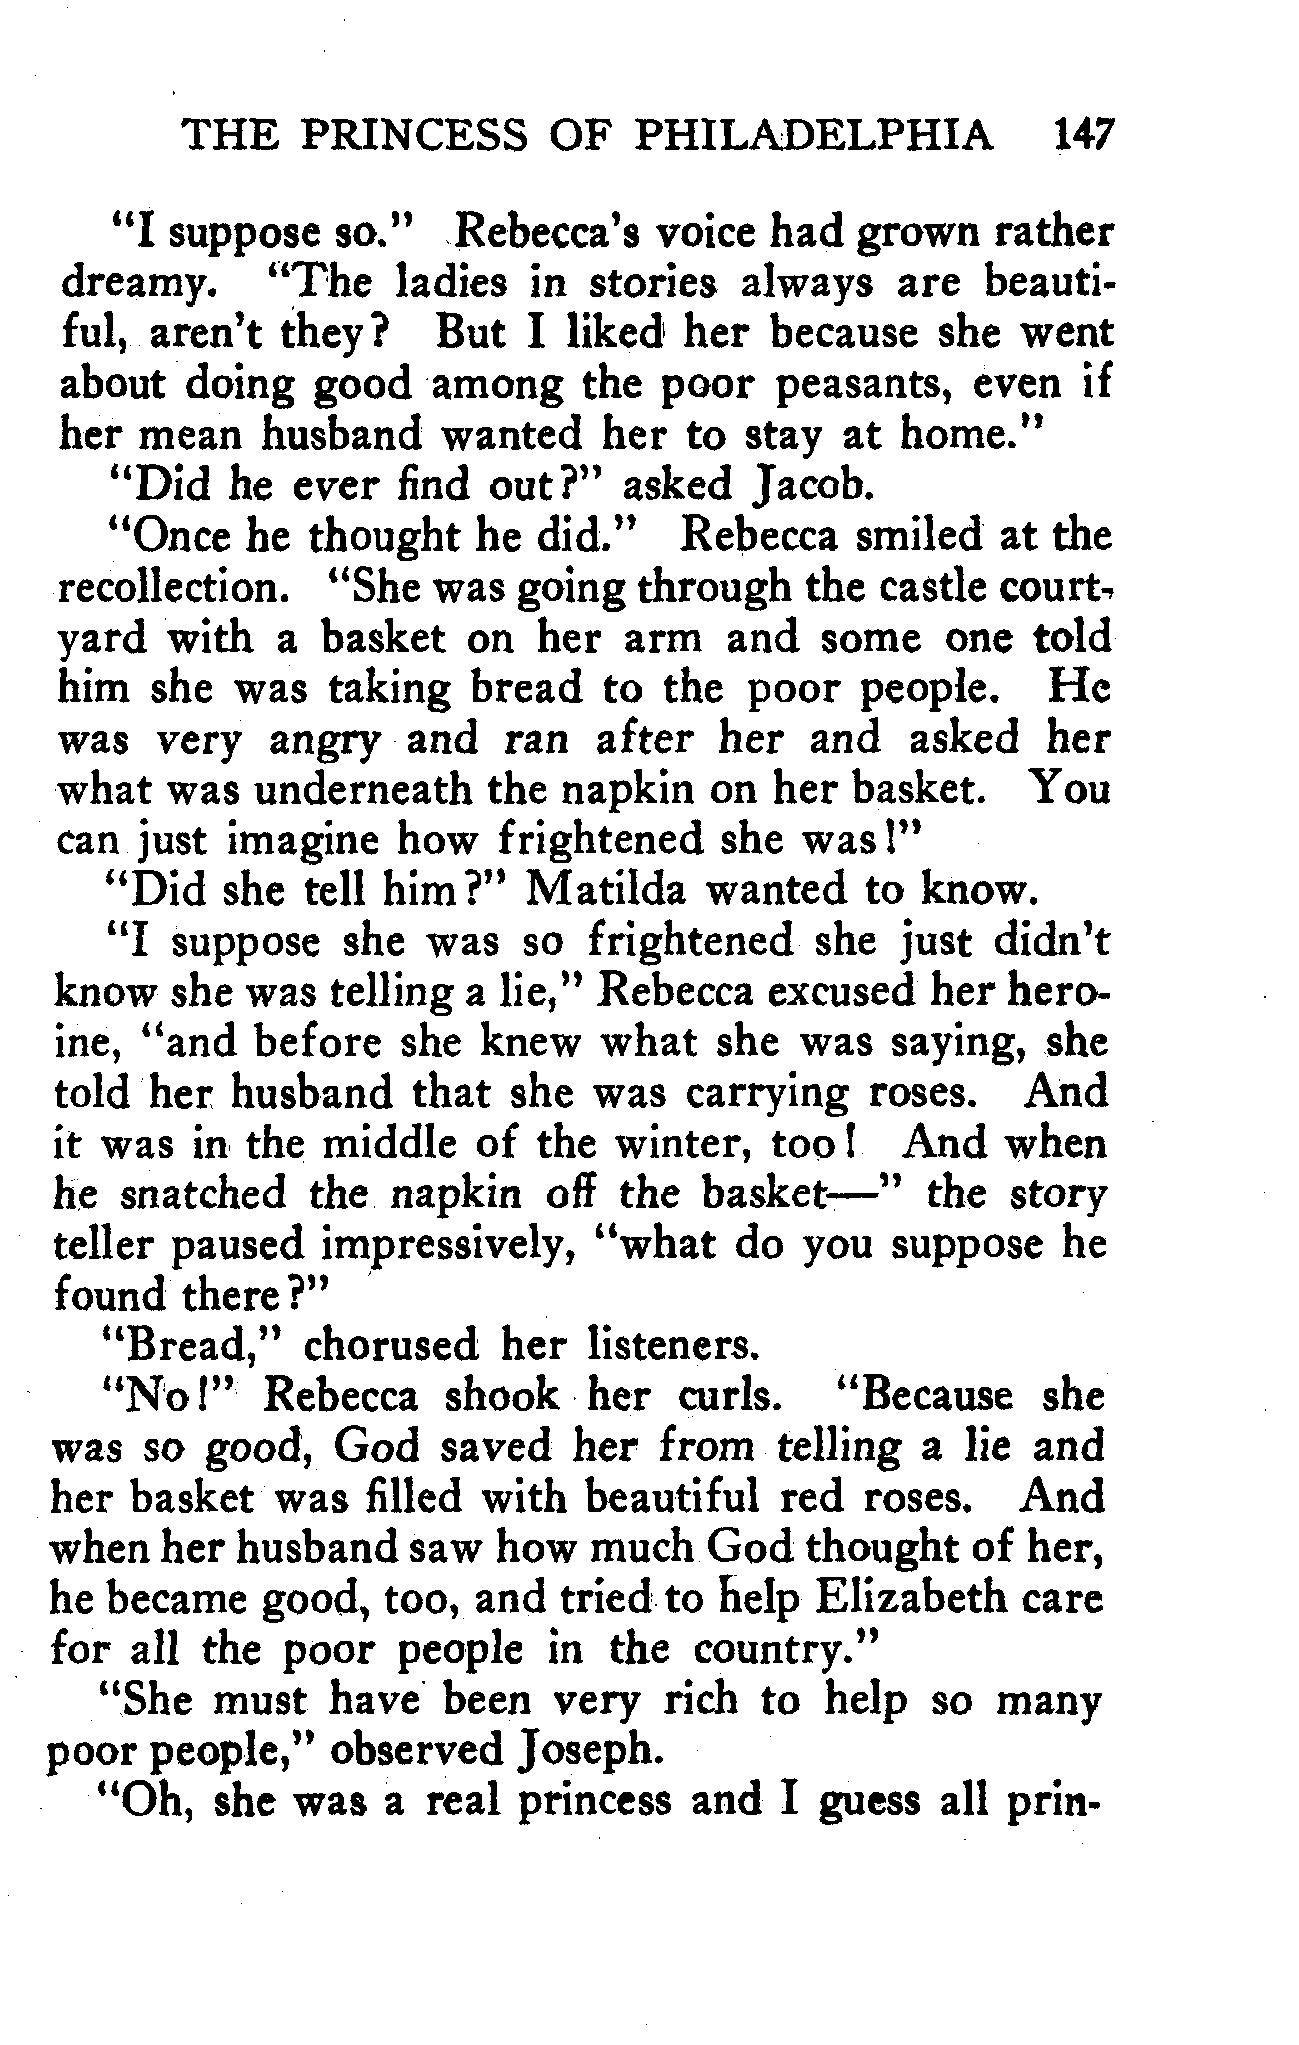 THE PRINCESS OF PHILADELPHIA 147
"I suppose so." Rebecca's voice had grown rather
dreamy. "The ladies in stories always are beauti-
ful, aren't they? But I liked her because she went
about doing good among the poor peasants, even if
her mean husband wanted her to stay at home."
"Did he ever find out?" asked Jacob.
"Once he thought he did." Rebecca smiled at the
recollection. "She was going through the castle court-
yard with a basket on her arm and some one told
him she was taking bread to the poor people. He
was very angry and ran after her and asked her
what was underneath the napkin on her basket. You
can just imagine how frightened she was!"
"Did she tell him?" Matilda wanted to know.
"I suppose she was so frightened she just didn't
know she was telling a lie," Rebecca excused her hero-
ine, "and before she knew what she was saying, she
told her husband that she was carrying roses. And
it was in the middle of the winter, too! And when
he snatched the napkin off the basket—" the story
teller paused impressively, "what do you suppose he
found there?"
"Bread," chorused her listeners.
"No!" Rebecca shook her curls. "Because she
was so good, God saved her from telling a lie and
her basket was filled with beautiful red roses. And
when her husband saw how much God thought of her,
he became good, too, and tried to help Elizabeth care
for all the poor people in the country."
"She must have been very rich to help so many
poor people," observed Joseph.
"Oh, she was a real princess and I guess all prin-